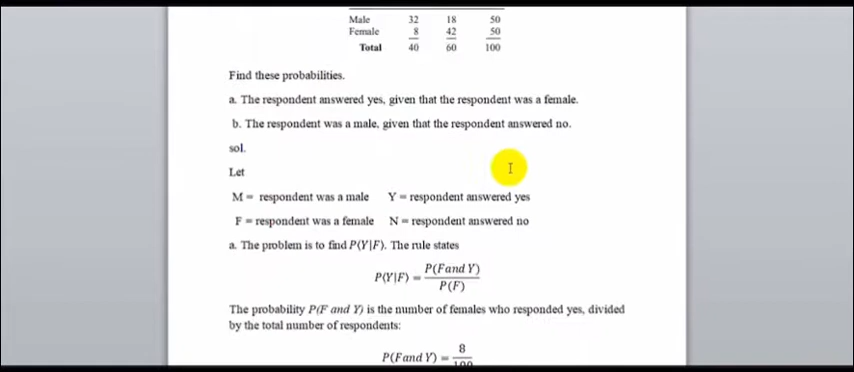 Male 32 18 50
Female 8 42 50
Total 40 60 100
Find these probabilities.
a. The respondent answered yes, given that the respondent was a female.
b. The respondent was a male, given that the respondent answered no.
sol.
Let
M = respondent was a male Y = respondent answered yes
F = respondent was a female N = respondent answered no
a. The problem is to find P(Y|F). The rule states
P(Y|F) = P(F and Y) / P(F)
The probability P(F and Y) is the number of females who responded yes, divided
by the total number of respondents:
P(F and Y) = 8 / 100